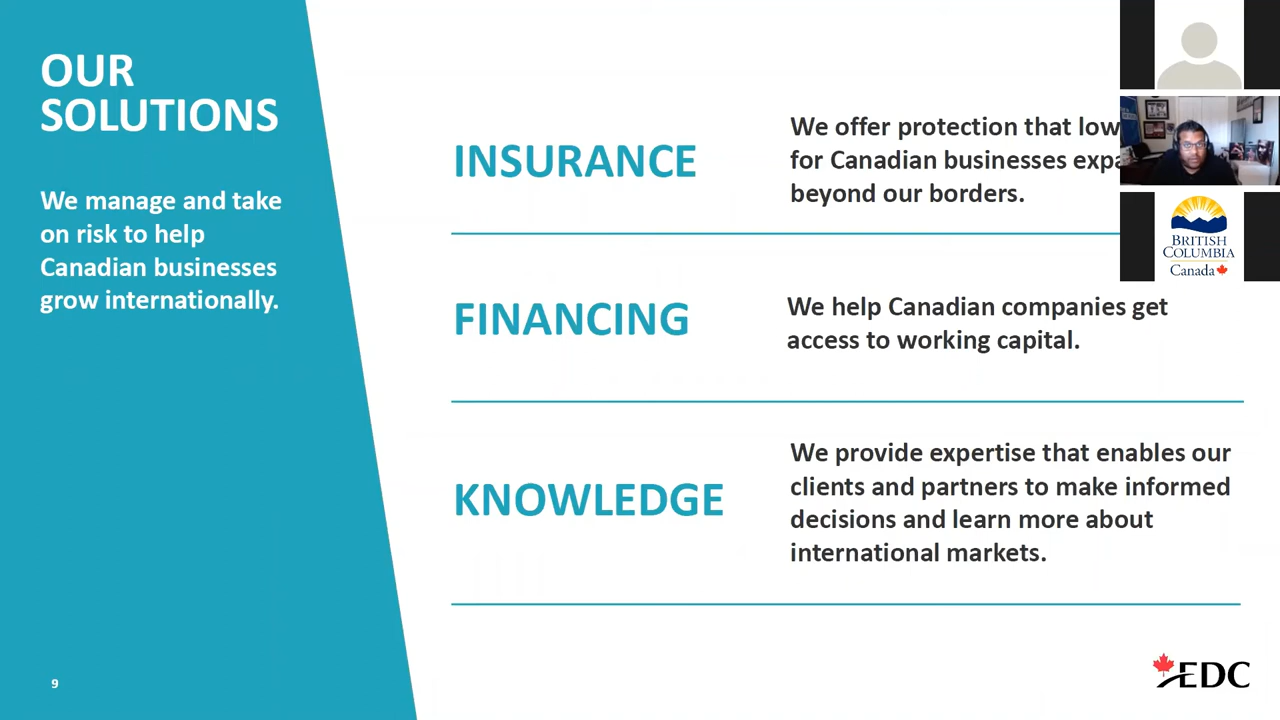 OUR
SOLUTIONS
We manage and take
on risk to help
Canadian businesses
grow internationally.
INSURANCE
We offer protection that
for Canadian businesses
beyond our borders.
FINANCING
We help Canadian companies get
access to working capital.
KNOWLEDGE
We provide expertise that enables our
clients and partners to make informed
decisions and learn more about
international markets.
BRITISH
COLUMBIA
Canada
9
EDC